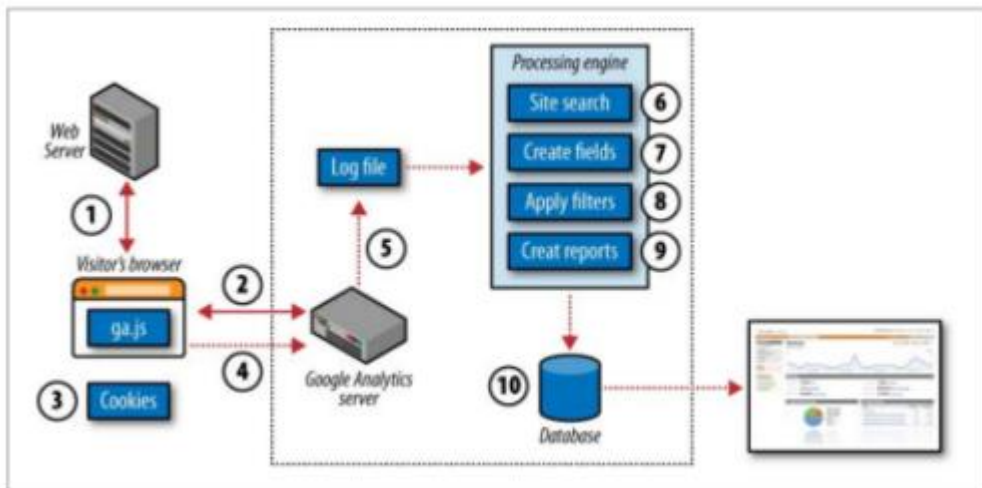 Processing engine
Site search
6
Web
Server
Create fields
7
Log file
Apply filters
8
1
5
Creat reports
9
Visitor's browser
2
ga.js
4
Google Analytics
server
3
Cookies
10
Database